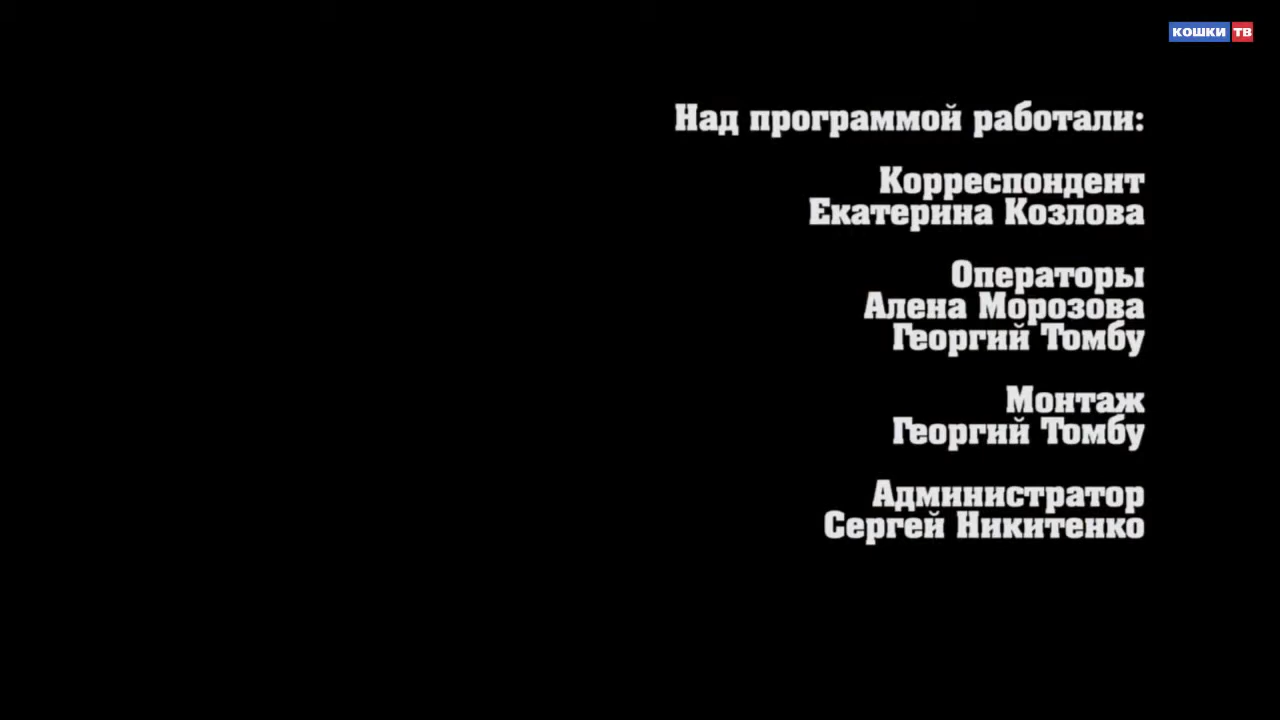 КОШКИ ТВ
Над программой работали:
Корреспондент
Екатерина Козлова
Операторы
Алена Морозова
Георгий Томбу
Монтаж
Георгий Томбу
Администратор
Сергей Никитенко